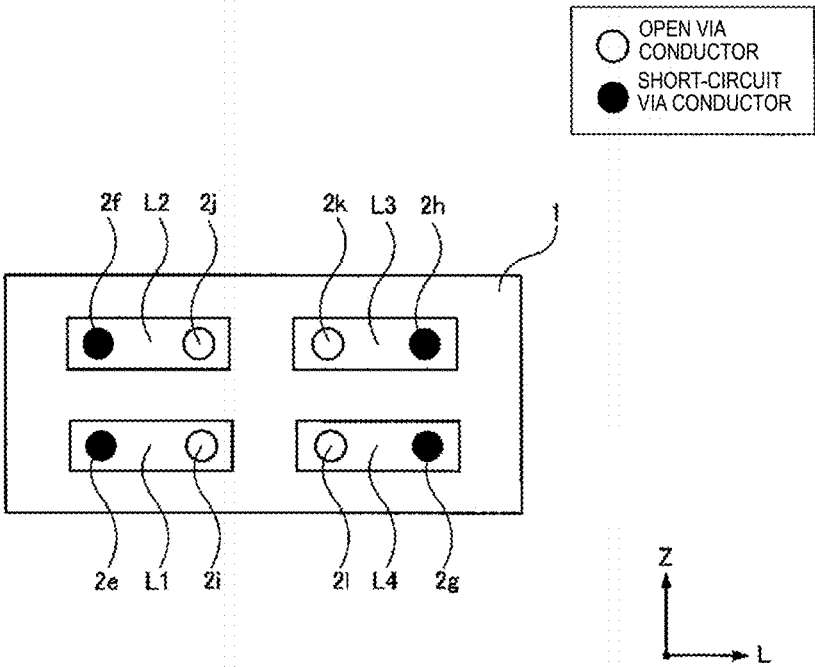 OPEN VIA
CONDUCTOR
SHORT-CIRCUIT
VIA CONDUCTOR
2f L2 2j 2k L3 2h 1
2e L1 2i 2l L4 2g
Z
L